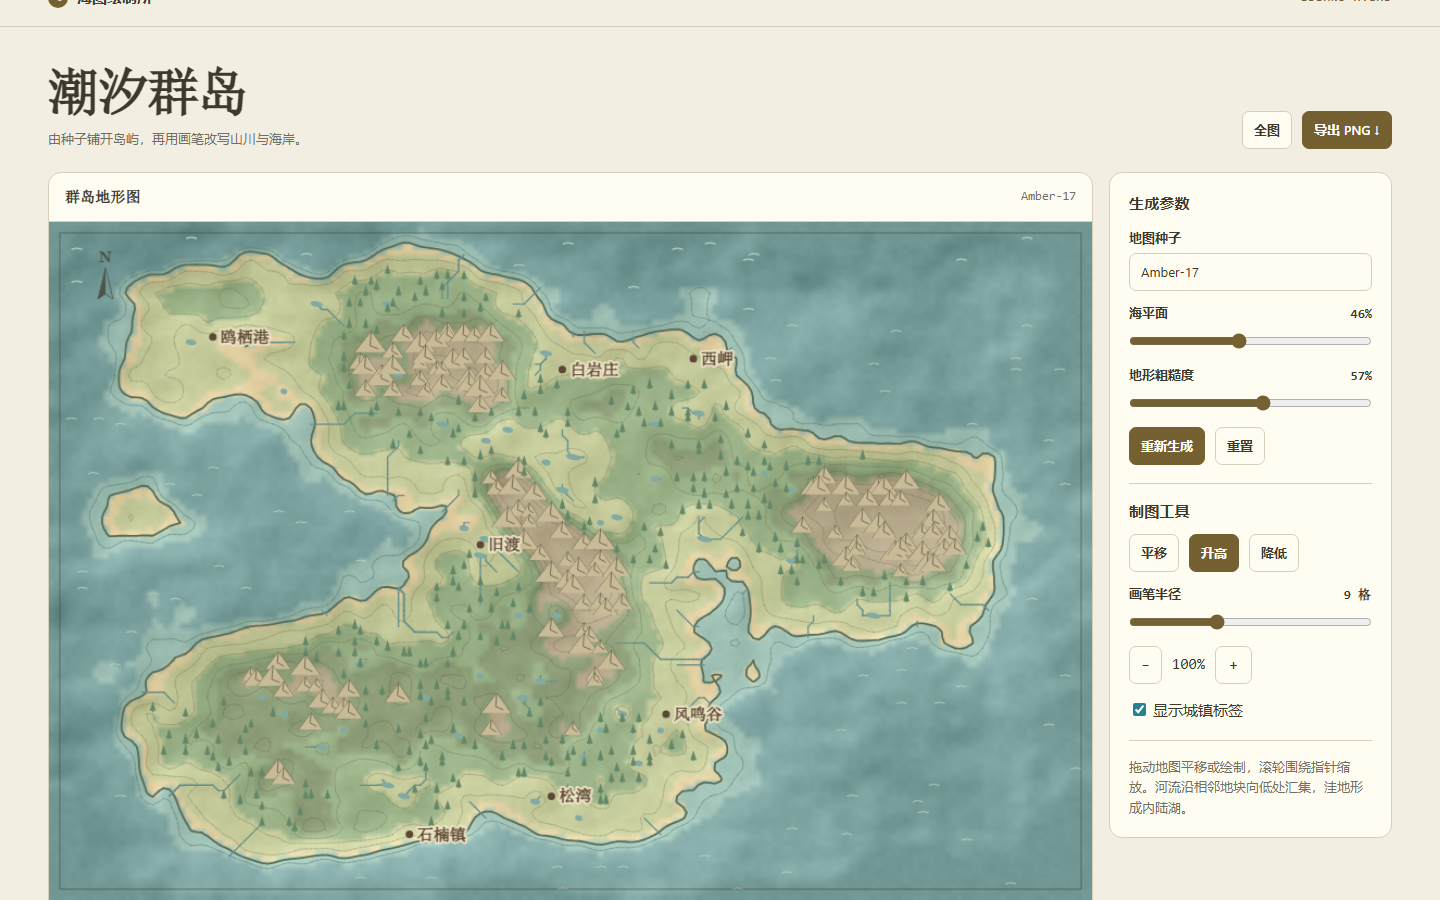 潮汐群岛
由种子铺开岛屿，再用画笔改写山川与海岸。
全图
导出 PNG ↓
群岛地形图
Amber-17
N
鸥栖港
白岩庄
西岬
旧渡
风鸣谷
松湾
石楠镇
生成参数
地图种子
Amber-17
海平面 46%
地形粗糙度 57%
重新生成
重置
制图工具
平移
升高
降低
画笔半径 9 格
− 100% +
显示城镇标签
拖动地图平移或绘制，滚轮围绕指针缩
放。河流沿相邻地块向低处汇集，洼地形
成内陆湖。